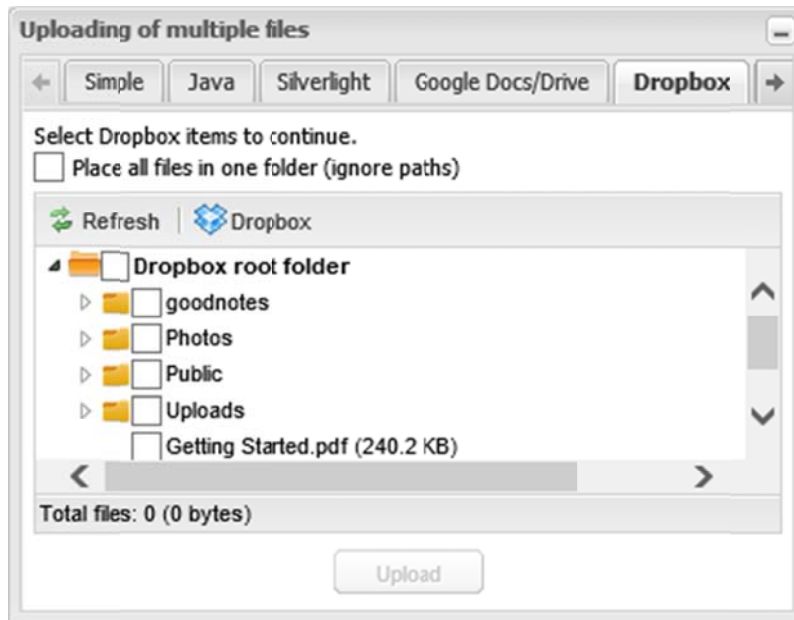 Uploading of multiple files
Simple Java Silverlight Google Docs/Drive Dropbox
Select Dropbox items to continue.
Place all files in one folder (ignore paths)
Refresh Dropbox
Dropbox root folder
goodnotes
Photos
Public
Uploads
Getting Started.pdf (240.2 KB)
Total files: 0 (0 bytes)
Upload